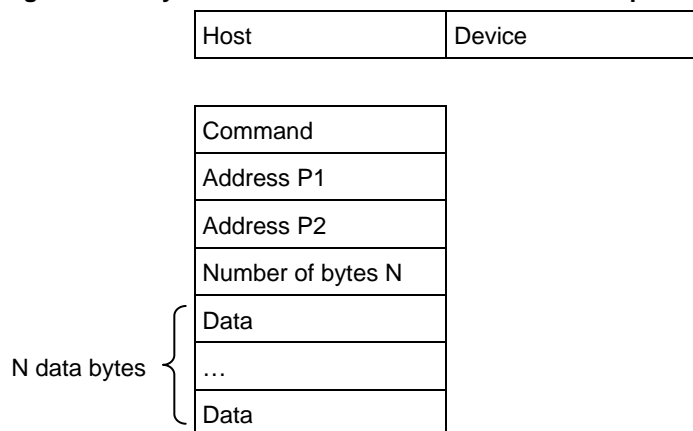 Host Device
Command
Address P1
Address P2
Number of bytes N
Data
N data bytes …
Data